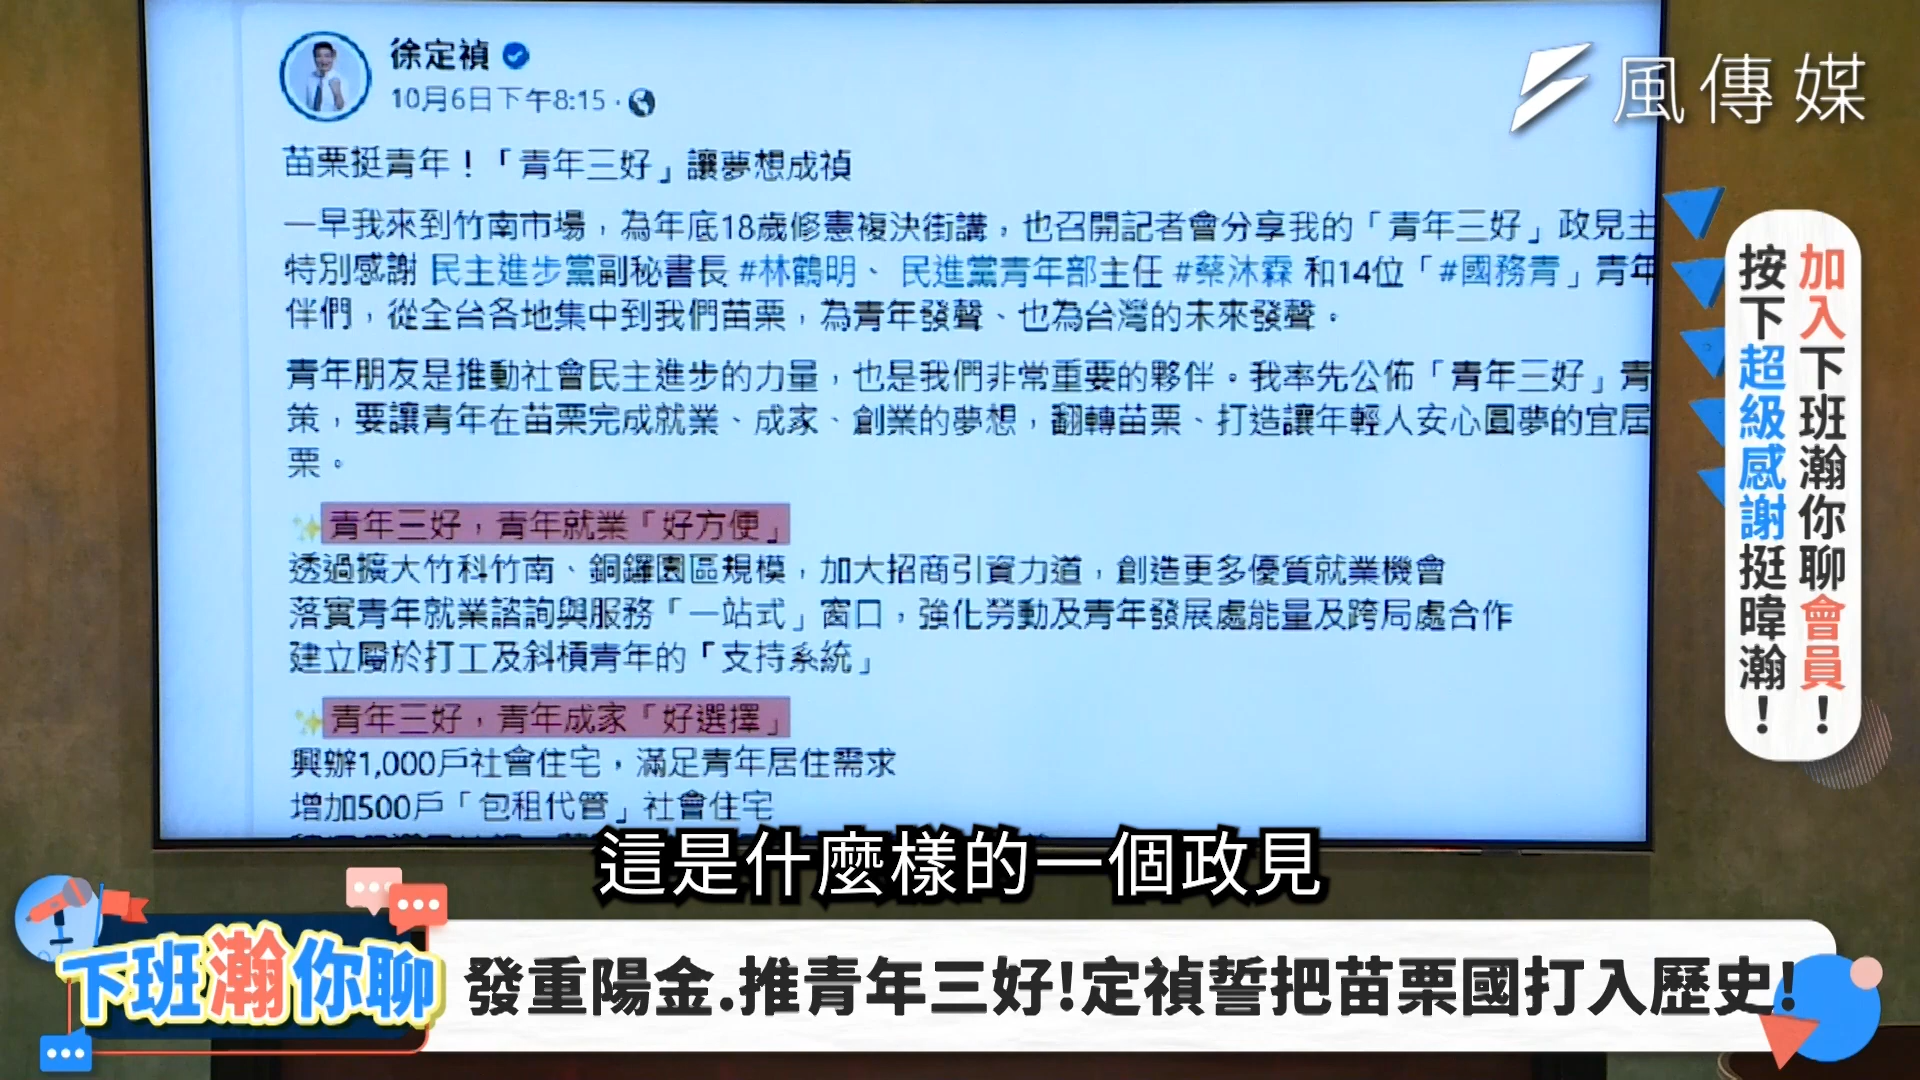 徐定禎
10月6日下午8:15
苗栗挺青年！「青年三好」讓夢想成禎
一早我來到竹南市場，為年底18歲修憲複決街講，也召開記者會分享我的「青年三好」政見主
特別感謝 民主進步黨副秘書長 #林鶴明、 民進黨青年部主任 #蔡沐霖 和14位「#國務青」青年
伴們，從全台各地集中到我們苗栗，為青年發聲、也為台灣的未來發聲。
青年朋友是推動社會民主進步的力量，也是我們非常重要的夥伴。我率先公佈「青年三好」青
策，要讓青年在苗栗完成就業、成家、創業的夢想，翻轉苗栗、打造讓年輕人安心圓夢的宜居
栗。
青年三好，青年就業「好方便」
透過擴大竹科竹南、銅鑼園區規模，加大招商引資力道，創造更多優質就業機會
落實青年就業諮詢與服務「一站式」窗口，強化勞動及青年發展處能量及跨局處合作
建立屬於打工及斜槓青年的「支持系統」
青年三好，青年成家「好選擇」
興辦1,000戶社會住宅，滿足青年居住需求
增加500戶「包租代管」社會住宅
風傳媒
加入下班瀚你聊會員！
按下超級感謝挺暐瀚！
這是什麼樣的一個政見
下班瀚你聊
發重陽金.推青年三好!定禎誓把苗栗國打入歷史!